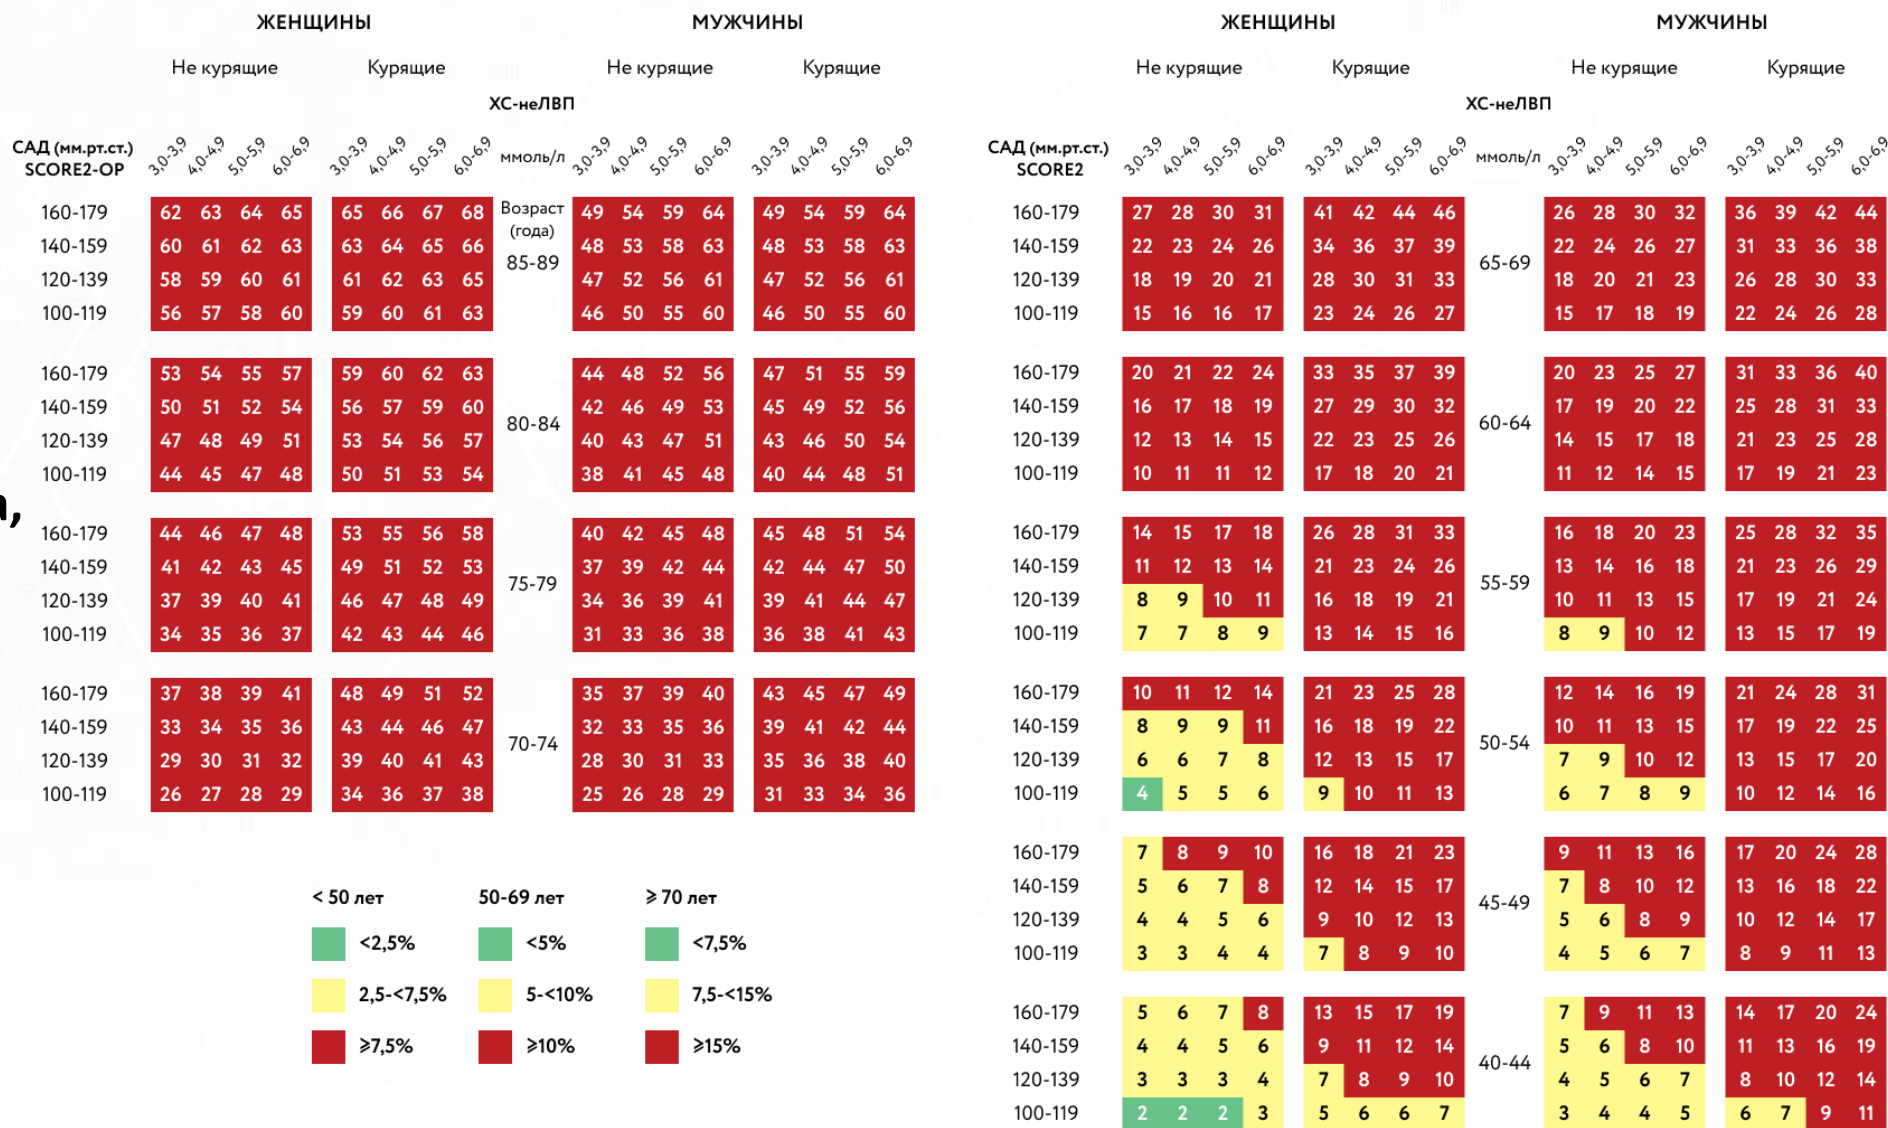 ЖЕНЩИНЫ МУЖЧИНЫ
Не курящие Курящие Не курящие Курящие
ХС-неЛВП
САД (мм.рт.ст.) SCORE2-OP 3,0-3,9 4,0-4,9 5,0-5,9 6,0-6,9 3,0-3,9 4,0-4,9 5,0-5,9 6,0-6,9 ммоль/л 3,0-3,9 4,0-4,9 5,0-5,9 6,0-6,9 3,0-3,9 4,0-4,9 5,0-5,9 6,0-6,9
Возраст
(года)
85-89
160-179 62 63 64 65 65 66 67 68 49 54 59 64 49 54 59 64
140-159 60 61 62 63 63 64 65 66 48 53 58 63 48 53 58 63
120-139 58 59 60 61 61 62 63 65 47 52 56 61 47 52 56 61
100-119 56 57 58 60 59 60 61 63 46 50 55 60 46 50 55 60
80-84
160-179 53 54 55 57 59 60 62 63 44 48 52 56 47 51 55 59
140-159 50 51 52 54 56 57 59 60 42 46 49 53 45 49 52 56
120-139 47 48 49 51 53 54 56 57 40 43 47 51 43 46 50 54
100-119 44 45 47 48 50 51 53 54 38 41 45 48 40 44 48 51
а,
75-79
160-179 44 46 47 48 53 55 56 58 40 42 45 48 45 48 51 54
140-159 41 42 43 45 49 51 52 53 37 39 42 44 42 44 47 50
120-139 37 39 40 41 46 47 48 49 34 36 39 41 39 41 44 47
100-119 34 35 36 37 42 43 44 46 31 33 36 38 36 38 41 43
70-74
160-179 37 38 39 41 48 49 51 52 35 37 39 40 43 45 47 49
140-159 33 34 35 36 43 44 46 47 32 33 35 36 39 41 42 44
120-139 29 30 31 32 39 40 41 43 28 30 31 33 35 36 38 40
100-119 26 27 28 29 34 36 37 38 25 26 28 29 31 33 34 36
< 50 лет 50-69 лет ⩾ 70 лет
<2,5% <5% <7,5%
2,5-<7,5% 5-<10% 7,5-<15%
⩾7,5% ⩾10% ⩾15%
ЖЕНЩИНЫ МУЖЧИНЫ
Не курящие Курящие Не курящие Курящие
ХС-неЛВП
САД (мм.рт.ст.) SCORE2 3,0-3,9 4,0-4,9 5,0-5,9 6,0-6,9 3,0-3,9 4,0-4,9 5,0-5,9 6,0-6,9 ммоль/л 3,0-3,9 4,0-4,9 5,0-5,9 6,0-6,9 3,0-3,9 4,0-4,9 5,0-5,9 6,0-6,9
65-69
160-179 27 28 30 31 41 42 44 46 26 28 30 32 36 39 42 44
140-159 22 23 24 26 34 36 37 39 22 24 26 27 31 33 36 38
120-139 18 19 20 21 28 30 31 33 18 20 21 23 26 28 30 33
100-119 15 16 16 17 23 24 26 27 15 17 18 19 22 24 26 28
60-64
160-179 20 21 22 24 33 35 37 39 20 23 25 27 31 33 36 40
140-159 16 17 18 19 27 29 30 32 17 19 20 22 25 28 31 33
120-139 12 13 14 15 22 23 25 26 14 15 17 18 21 23 25 28
100-119 10 11 11 12 17 18 20 21 11 12 14 15 17 19 21 23
55-59
160-179 14 15 17 18 26 28 31 33 16 18 20 23 25 28 32 35
140-159 11 12 13 14 21 23 24 26 13 14 16 18 21 23 26 29
120-139 8 9 10 11 16 18 19 21 10 11 13 15 17 19 21 24
100-119 7 7 8 9 13 14 15 16 8 9 10 12 13 15 17 19
50-54
160-179 10 11 12 14 21 23 25 28 12 14 16 19 21 24 28 31
140-159 8 9 9 11 16 18 19 22 10 11 13 15 17 19 22 25
120-139 6 6 7 8 12 13 15 17 7 9 10 12 13 15 17 20
100-119 4 5 5 6 9 10 11 13 6 7 8 9 10 12 14 16
45-49
160-179 7 8 9 10 16 18 21 23 9 11 13 16 17 20 24 28
140-159 5 6 7 8 12 14 15 17 7 8 10 12 13 16 18 22
120-139 4 4 5 6 9 10 12 13 5 6 8 9 10 12 14 17
100-119 3 3 4 4 7 8 9 10 4 5 6 7 8 9 11 13
40-44
160-179 5 6 7 8 13 15 17 19 7 9 11 13 14 17 20 24
140-159 4 4 5 6 9 11 12 14 5 6 8 10 11 13 16 19
120-139 3 3 3 4 7 8 9 10 4 5 6 7 8 10 12 14
100-119 2 2 2 3 5 6 6 7 3 4 4 5 6 7 9 11